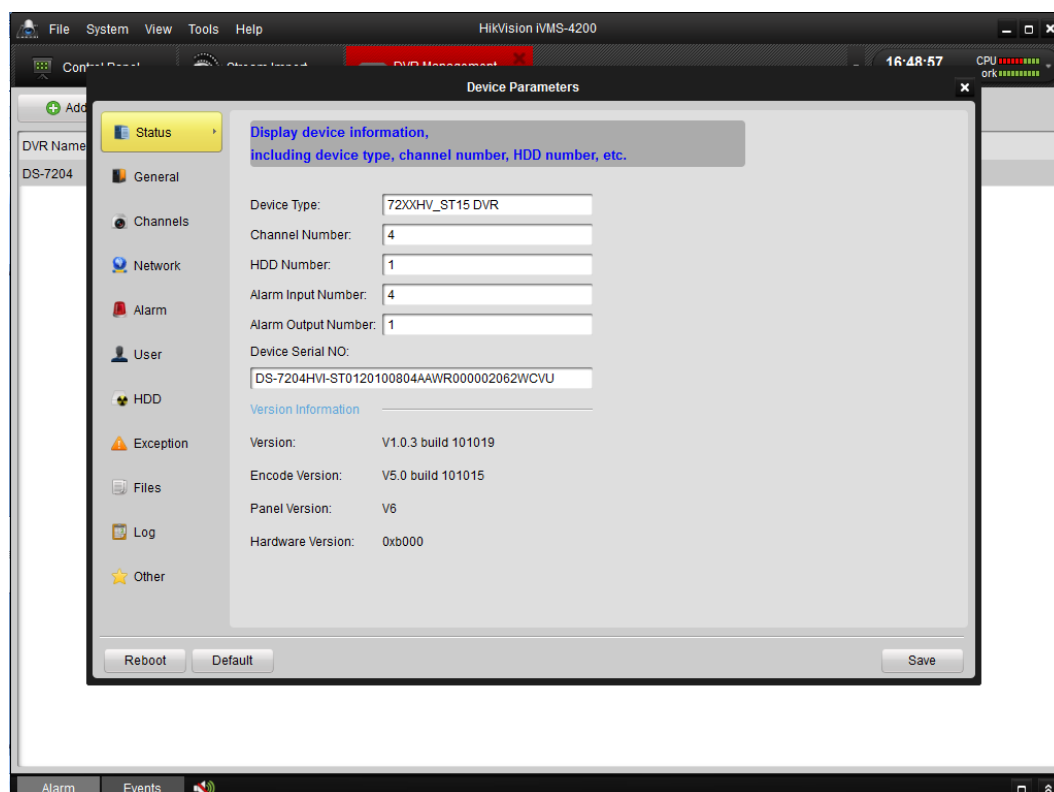 File System View Tools Help HikVision iVMS-4200
DVR Management 16:48:57 CPU
ork
Device Parameters
Add
DVR Name
DS-7204
Status
General
Channels
Network
Alarm
User
HDD
Exception
Files
Log
Other
Display device information,
including device type, channel number, HDD number, etc.
Device Type: 72XXHV_ST15 DVR
Channel Number: 4
HDD Number: 1
Alarm Input Number: 4
Alarm Output Number: 1
Device Serial NO:
DS-7204HVI-ST0120100804AAWR000002062WCVU
Version Information
Version: V1.0.3 build 101019
Encode Version: V5.0 build 101015
Panel Version: V6
Hardware Version: 0xb000
Reboot Default Save
Alarm Events